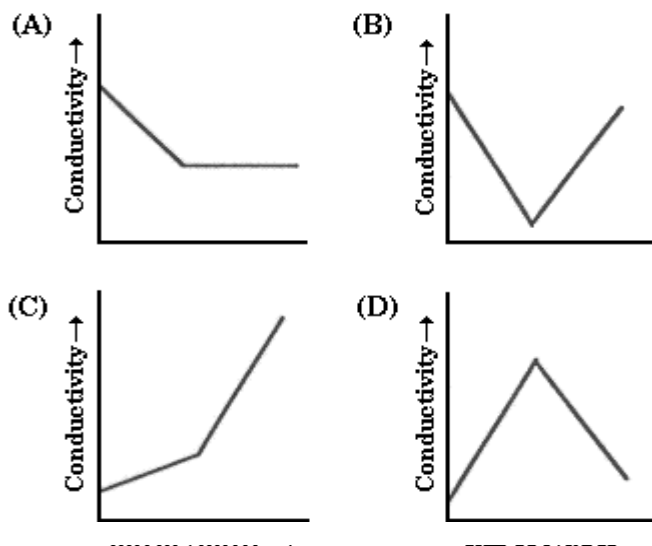 (A) Conductivity →
(B) Conductivity →
(C) Conductivity →
(D) Conductivity →